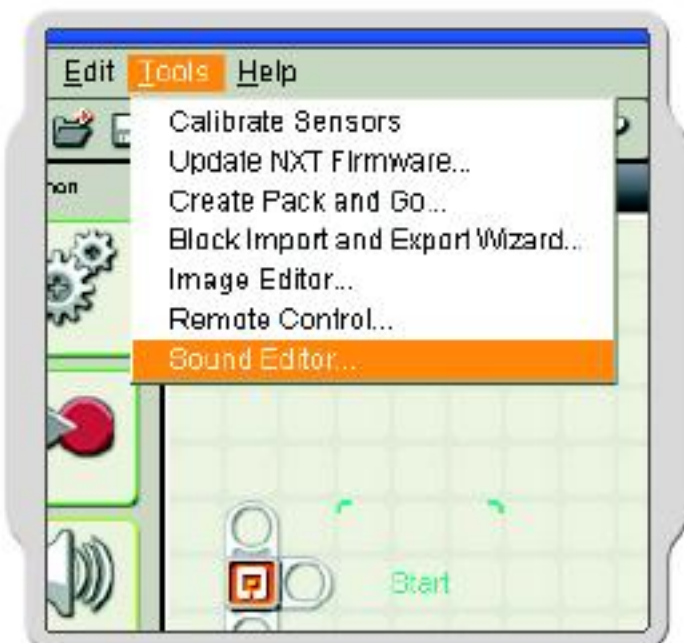 Edit Tools Help
Calibrate Sensors
Update NXT Firmware...
Create Pack and Go...
Block Import and Export Wizard...
Image Editor...
Remote Control...
Sound Editor...
Start